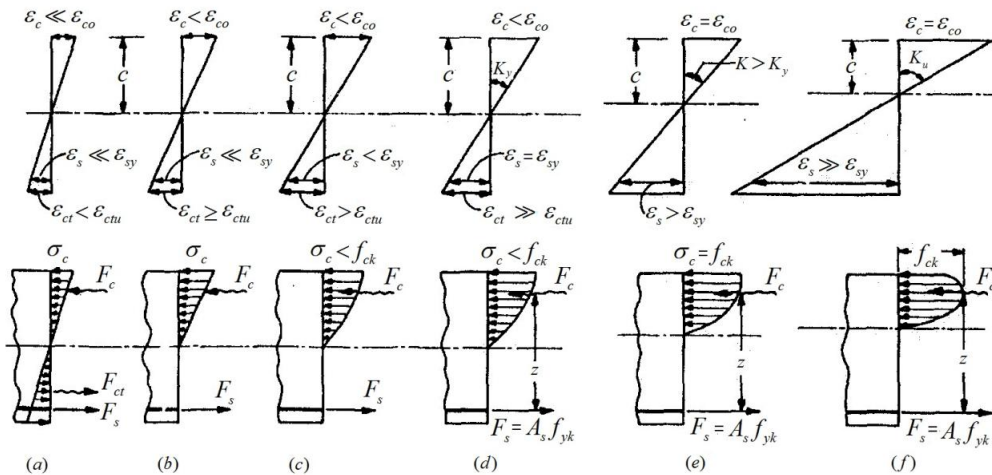 ε_c ≪ ε_co
ε_c < ε_co
ε_c < ε_co
ε_c < ε_co
ε_c = ε_co
ε_c = ε_co
c
c
c
K_y
c
c
K > K_y
c
K_u
ε_s ≪ ε_sy
ε_s ≪ ε_sy
ε_s < ε_sy
ε_s = ε_sy
ε_s > ε_sy
ε_s ≫ ε_sy
ε_ct < ε_ctu
ε_ct ≥ ε_ctu
ε_ct > ε_ctu
ε_ct ≫ ε_ctu
σ_c
σ_c
σ_c < f_ck
σ_c < f_ck
σ_c = f_ck
f_ck
F_c
F_c
F_c
F_c
F_c
F_c
z
z
z
F_ct
F_s
F_s
F_s
F_s = A_s f_yk
F_s = A_s f_yk
F_s = A_s f_yk
(a)
(b)
(c)
(d)
(e)
(f)